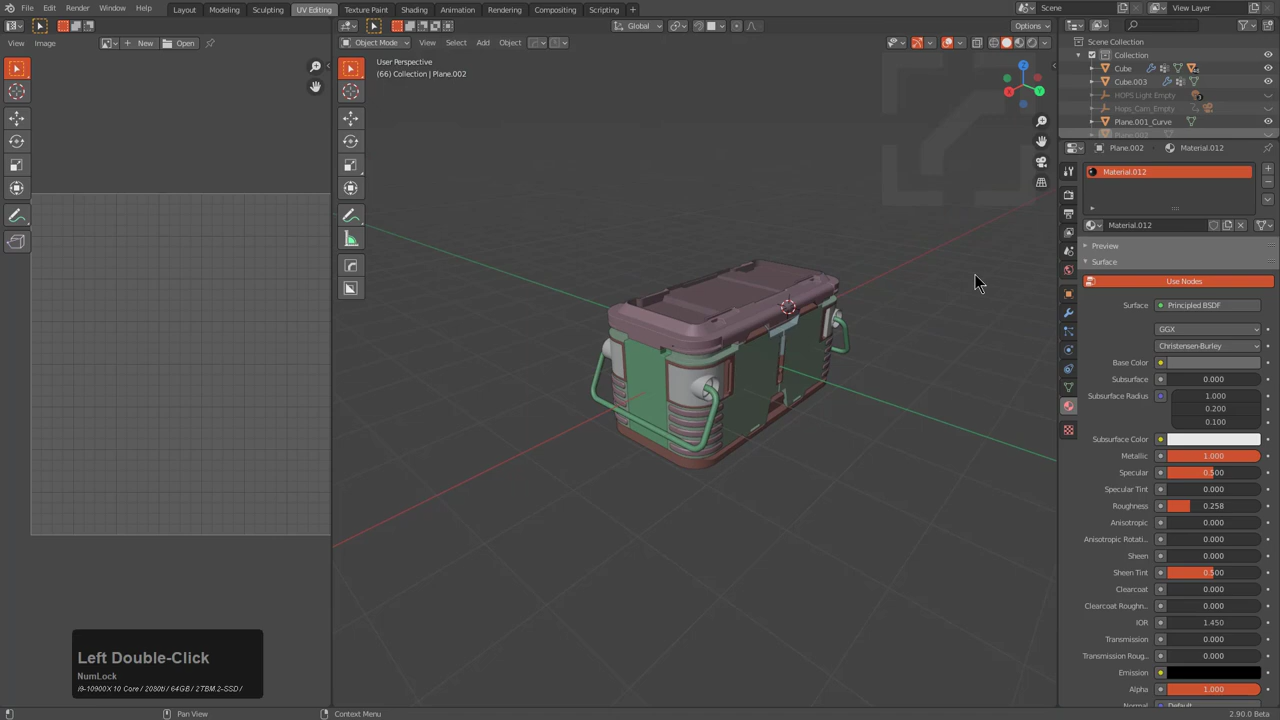 File Edit Render Window Help Layout Modeling Sculpting UV Editing Texture Paint Shading Animation Rendering Compositing Scripting + Scene View Layer
Global Options
View Image New Open Object Mode View Select Add Object
User Perspective
(66) Collection | Plane.002
Scene Collection
Collection
Cube
Cube.003
HOPS Light Empty
Hops_Cam_Empty
Plane.001_Curve
Plane.002
Plane.002 Material.012
Material.012
Material.012
Preview
Surface
Use Nodes
Surface Principled BSDF
GGX
Christensen-Burley
Base Color
Subsurface 0.000
Subsurface Radius 1.000
0.200
0.100
Subsurface Color
Metallic 1.000
Specular 0.500
Specular Tint 0.000
Roughness 0.258
Anisotropic 0.000
Anisotropic Rotati... 0.000
Sheen 0.000
Sheen Tint 0.500
Clearcoat 0.000
Clearcoat Roughn... 0.000
IOR 1.450
Transmission 0.000
Transmission Roug... 0.000
Emission
Alpha 1.000
Normal Default
X
Y
Z
Left Double-Click
NumLock
i9-10900X 10 Core / 2080ti / 64GB / 2TBM.2-SSD /
Pan View Context Menu 2.90.0 Beta